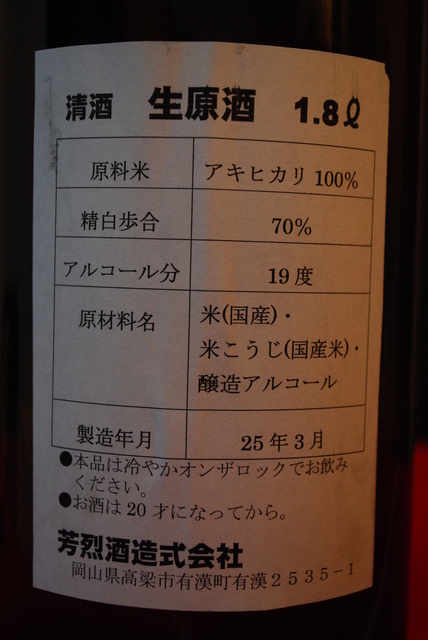 清酒 生原酒 1.8ℓ
原料米 アキヒカリ 100%
精白歩合 70%
アルコール分 19度
原材料名 米(国産)・
米こうじ(国産米)・
醸造アルコール
製造年月 25年3月
●本品は冷やかオンザロックでお飲み
ください。
●お酒は20才になってから。
芳烈酒造式会社
岡山県高梁市有漢町有漢2535-1